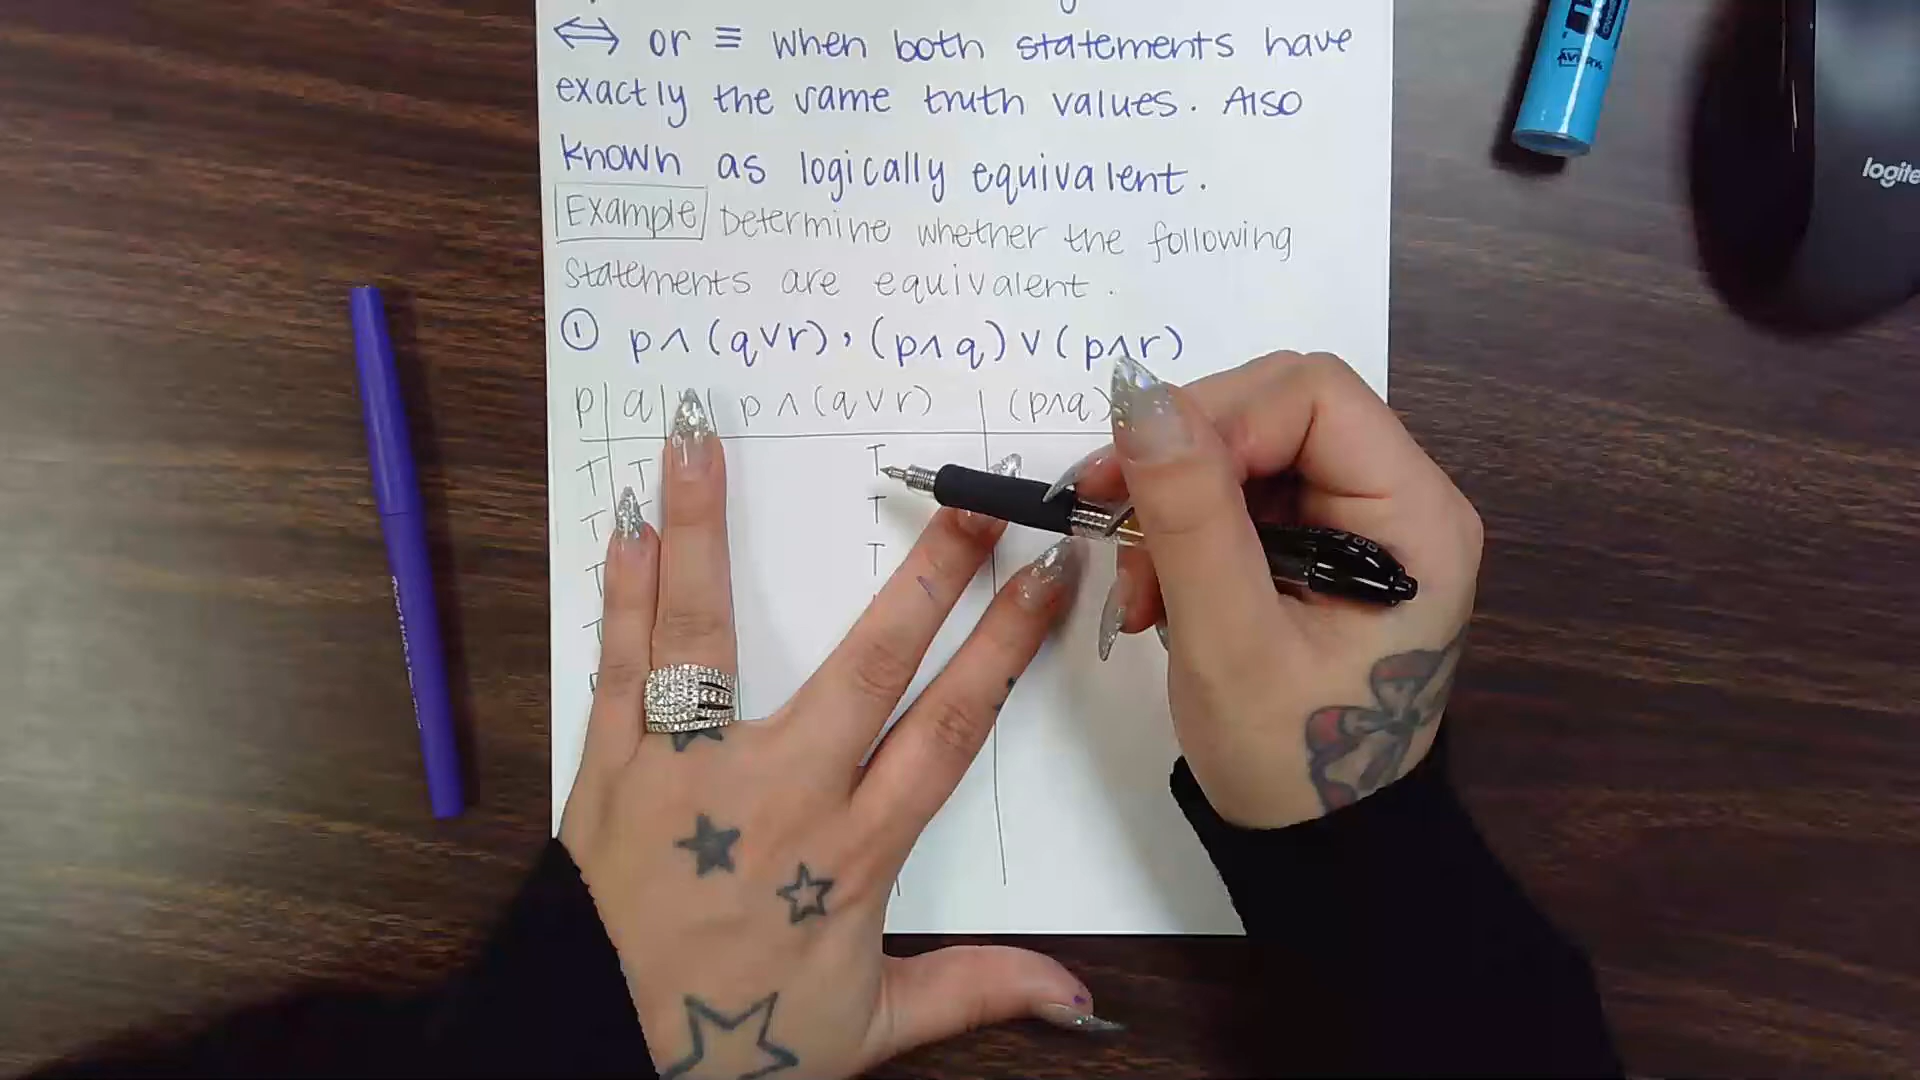 ⟺ or ≡ when both statements have
exactly the same truth values. Also
known as logically equivalent.
Example Determine whether the following
statements are equivalent.
① p∧(q∨r), (p∧q)∨(p∧r)
p q p∧(q∨r) (p∧q)
T T T
T T
T T
T
logite